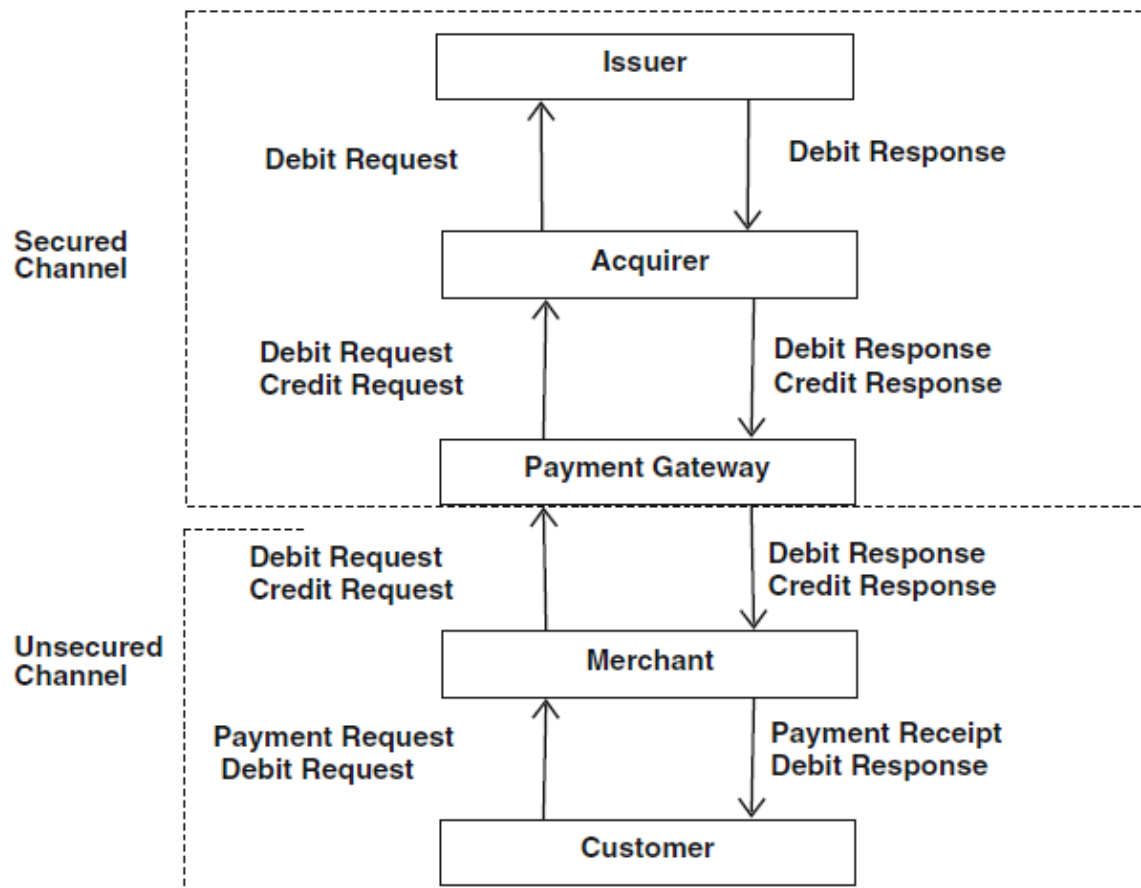 Issuer
Debit Request
Debit Response
Secured
Channel
Acquirer
Debit Request
Credit Request
Debit Response
Credit Response
Payment Gateway
Debit Request
Credit Request
Debit Response
Credit Response
Unsecured
Channel
Merchant
Payment Request
Debit Request
Payment Receipt
Debit Response
Customer